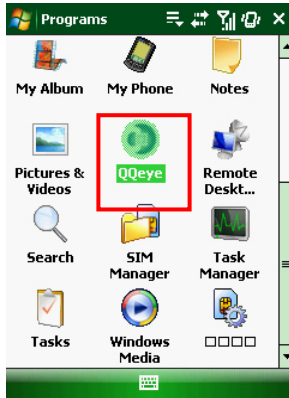 Programs
My Album
My Phone
Notes
Pictures &
Videos
QQeye
Remote
Deskt...
Search
SIM
Manager
Task
Manager
Tasks
Windows
Media
□□□□